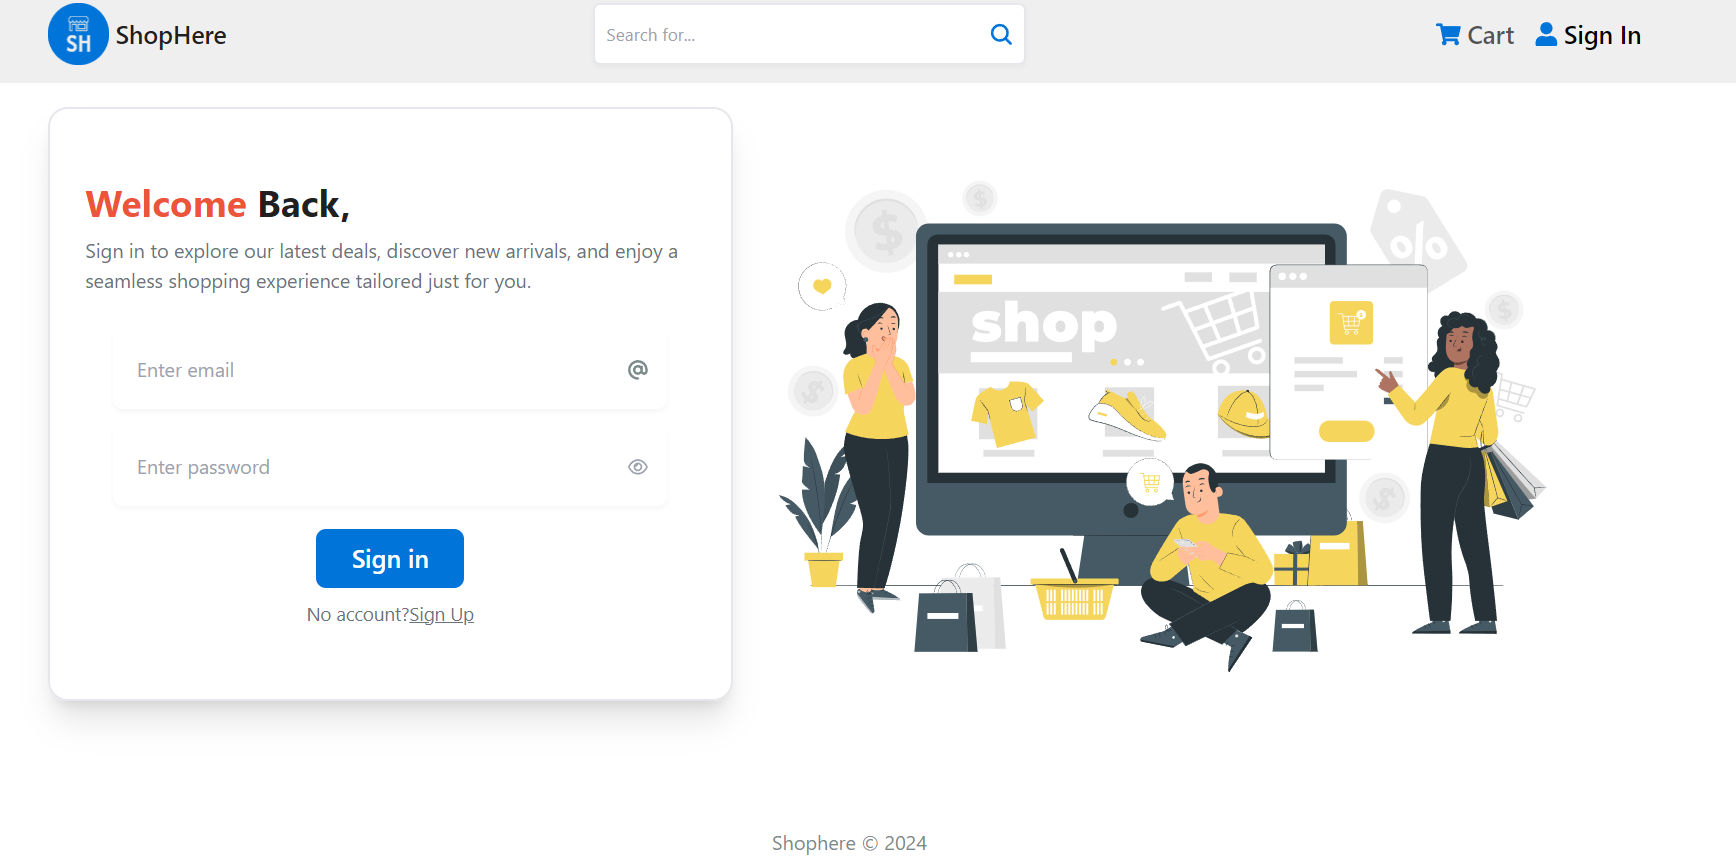 SH
ShopHere
Search for...
Cart
Sign In
Welcome Back,
Sign in to explore our latest deals, discover new arrivals, and enjoy a
seamless shopping experience tailored just for you.
Enter email
Enter password
Sign in
No account?Sign Up
shop
Shophere © 2024